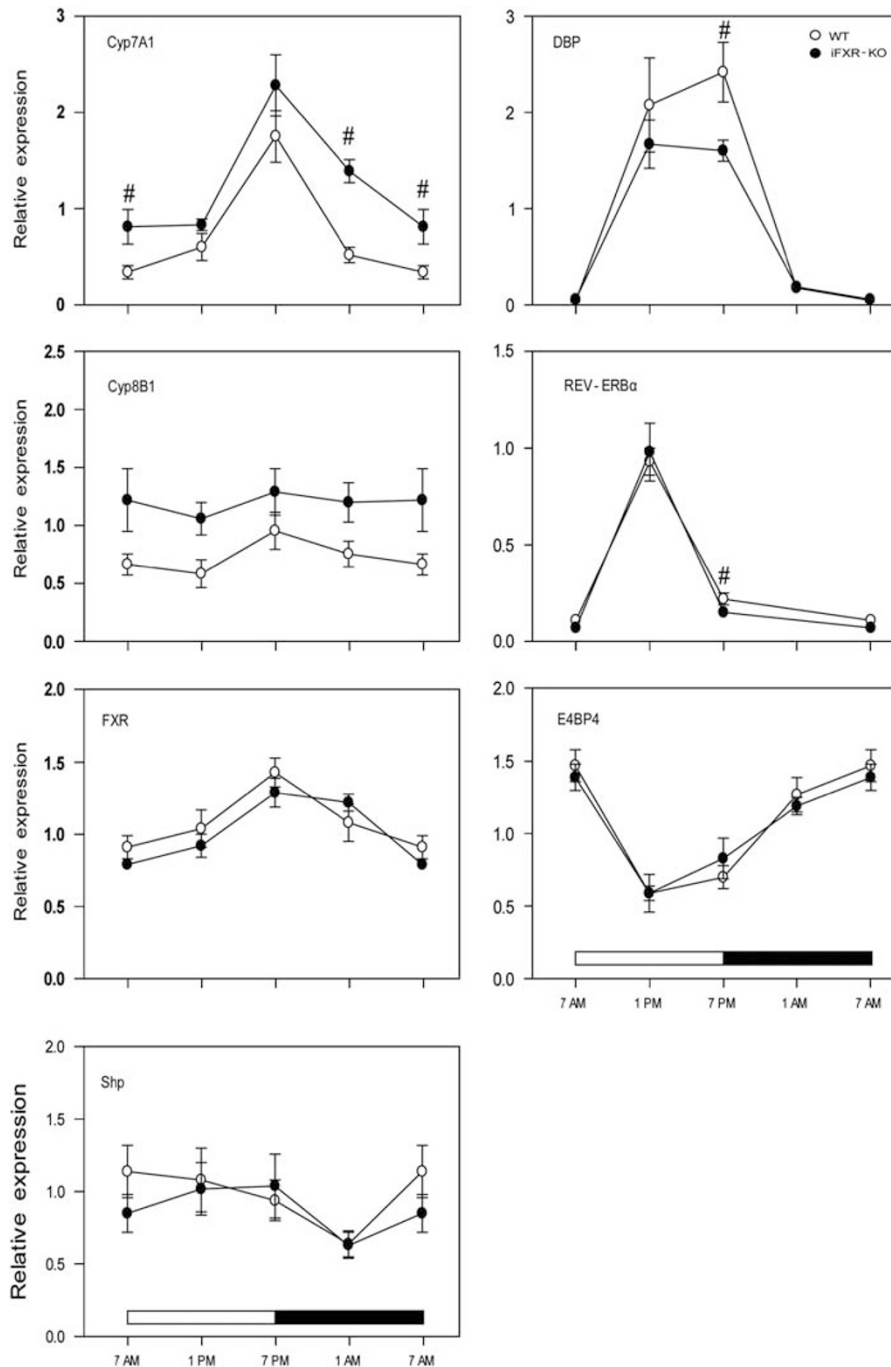 Cyp7A1
Relative expression
3
2
1
0
#
#
#
DBP
WT
iFXR-KO
3
2
1
0
#
Cyp8B1
Relative expression
2.5
2.0
1.5
1.0
0.5
0.0
REV-ERBα
1.5
1.0
0.5
0.0
#
FXR
Relative expression
2.0
1.5
1.0
0.5
0.0
E4BP4
2.0
1.5
1.0
0.5
0.0
7 AM 1 PM 7 PM 1 AM 7 AM
Shp
Relative expression
2.0
1.5
1.0
0.5
0.0
7 AM 1 PM 7 PM 1 AM 7 AM